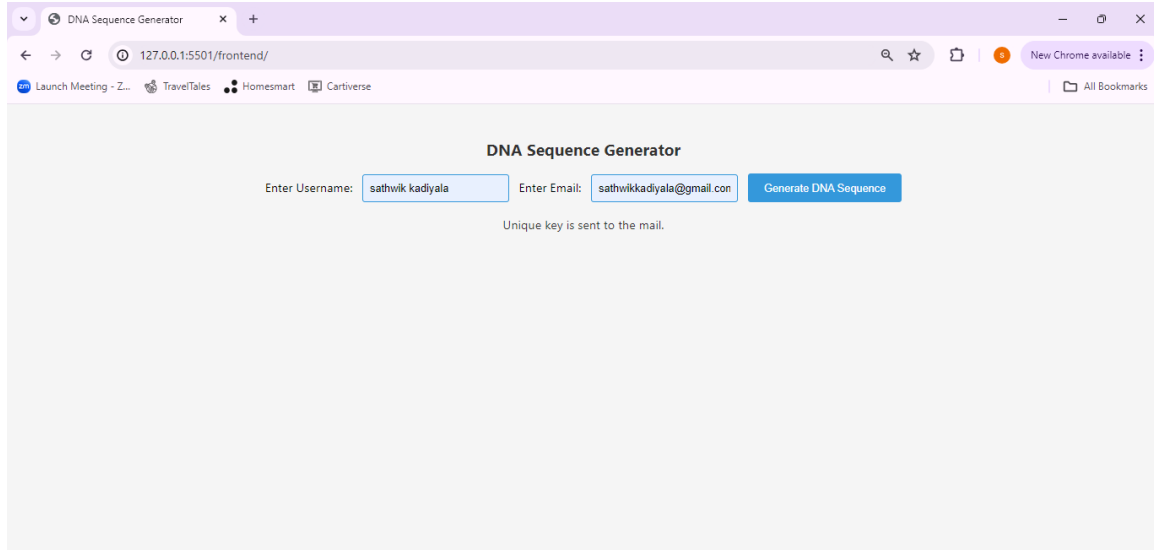 DNA Sequence Generator
127.0.0.1:5501/frontend/
S
New Chrome available
zm Launch Meeting - Z... TravelTales Homesmart Cartiverse All Bookmarks
DNA Sequence Generator
Enter Username: sathwik kadiyala Enter Email: sathwikkadiyala@gmail.con Generate DNA Sequence
Unique key is sent to the mail.